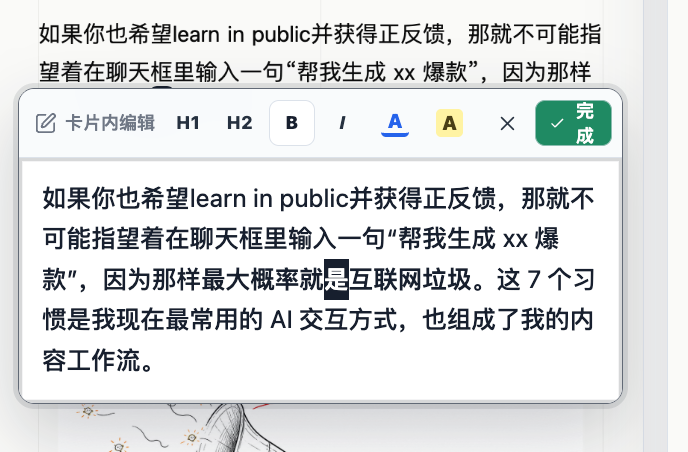 如果你也希望learn in public并获得正反馈，那就不可能指
望着在聊天框里输入一句“帮我生成 xx 爆款”，因为那样
卡片内编辑 H1 H2 B I A A × 完成
如果你也希望learn in public并获得正反馈，那就不
可能指望着在聊天框里输入一句“帮我生成 xx 爆
款”，因为那样最大概率就是互联网垃圾。这 7 个习
惯是我现在最常用的 AI 交互方式，也组成了我的内
容工作流。